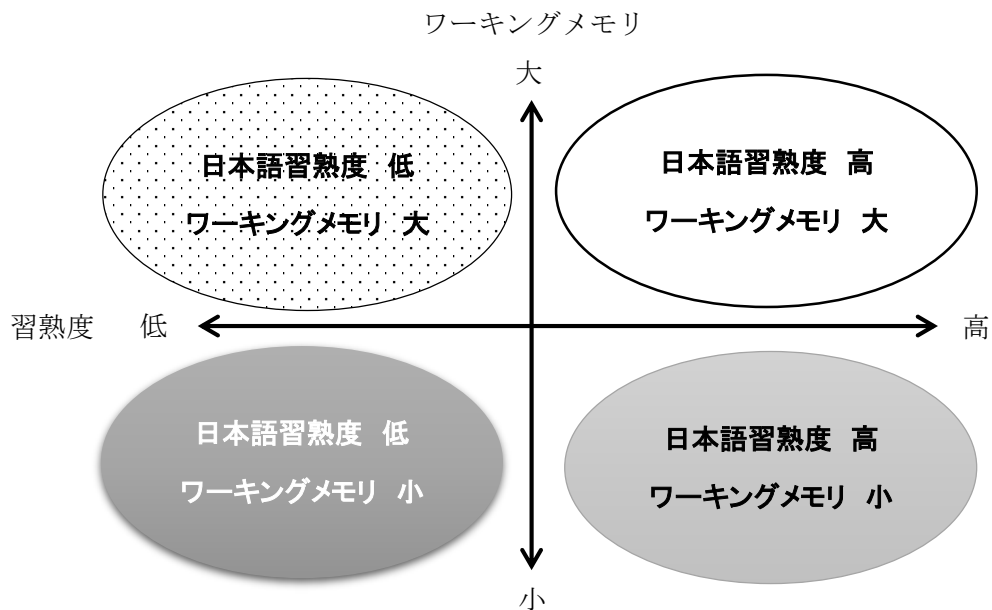 ワーキングメモリ
大
日本語習熟度 低
ワーキングメモリ 大
日本語習熟度 高
ワーキングメモリ 大
習熟度 低
高
日本語習熟度 低
ワーキングメモリ 小
日本語習熟度 高
ワーキングメモリ 小
小